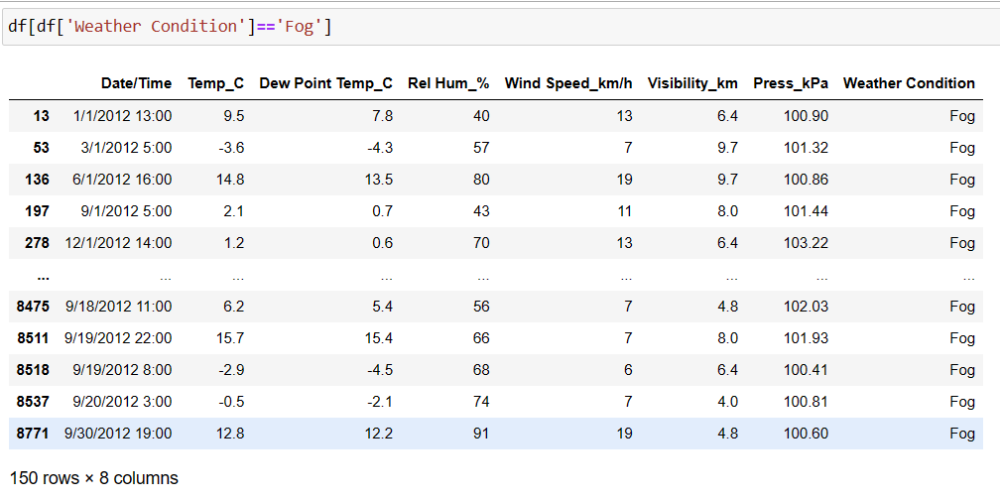 df[df['Weather Condition']=='Fog']
Date/Time Temp_C Dew Point Temp_C Rel Hum_% Wind Speed_km/h Visibility_km Press_kPa Weather Condition
13 1/1/2012 13:00 9.5 7.8 40 13 6.4 100.90 Fog
53 3/1/2012 5:00 -3.6 -4.3 57 7 9.7 101.32 Fog
136 6/1/2012 16:00 14.8 13.5 80 19 9.7 100.86 Fog
197 9/1/2012 5:00 2.1 0.7 43 11 8.0 101.44 Fog
278 12/1/2012 14:00 1.2 0.6 70 13 6.4 103.22 Fog
... ... ... ... ... ... ... ... ...
8475 9/18/2012 11:00 6.2 5.4 56 7 4.8 102.03 Fog
8511 9/19/2012 22:00 15.7 15.4 66 7 8.0 101.93 Fog
8518 9/19/2012 8:00 -2.9 -4.5 68 6 6.4 100.41 Fog
8537 9/20/2012 3:00 -0.5 -2.1 74 7 4.0 100.81 Fog
8771 9/30/2012 19:00 12.8 12.2 91 19 4.8 100.60 Fog
150 rows × 8 columns